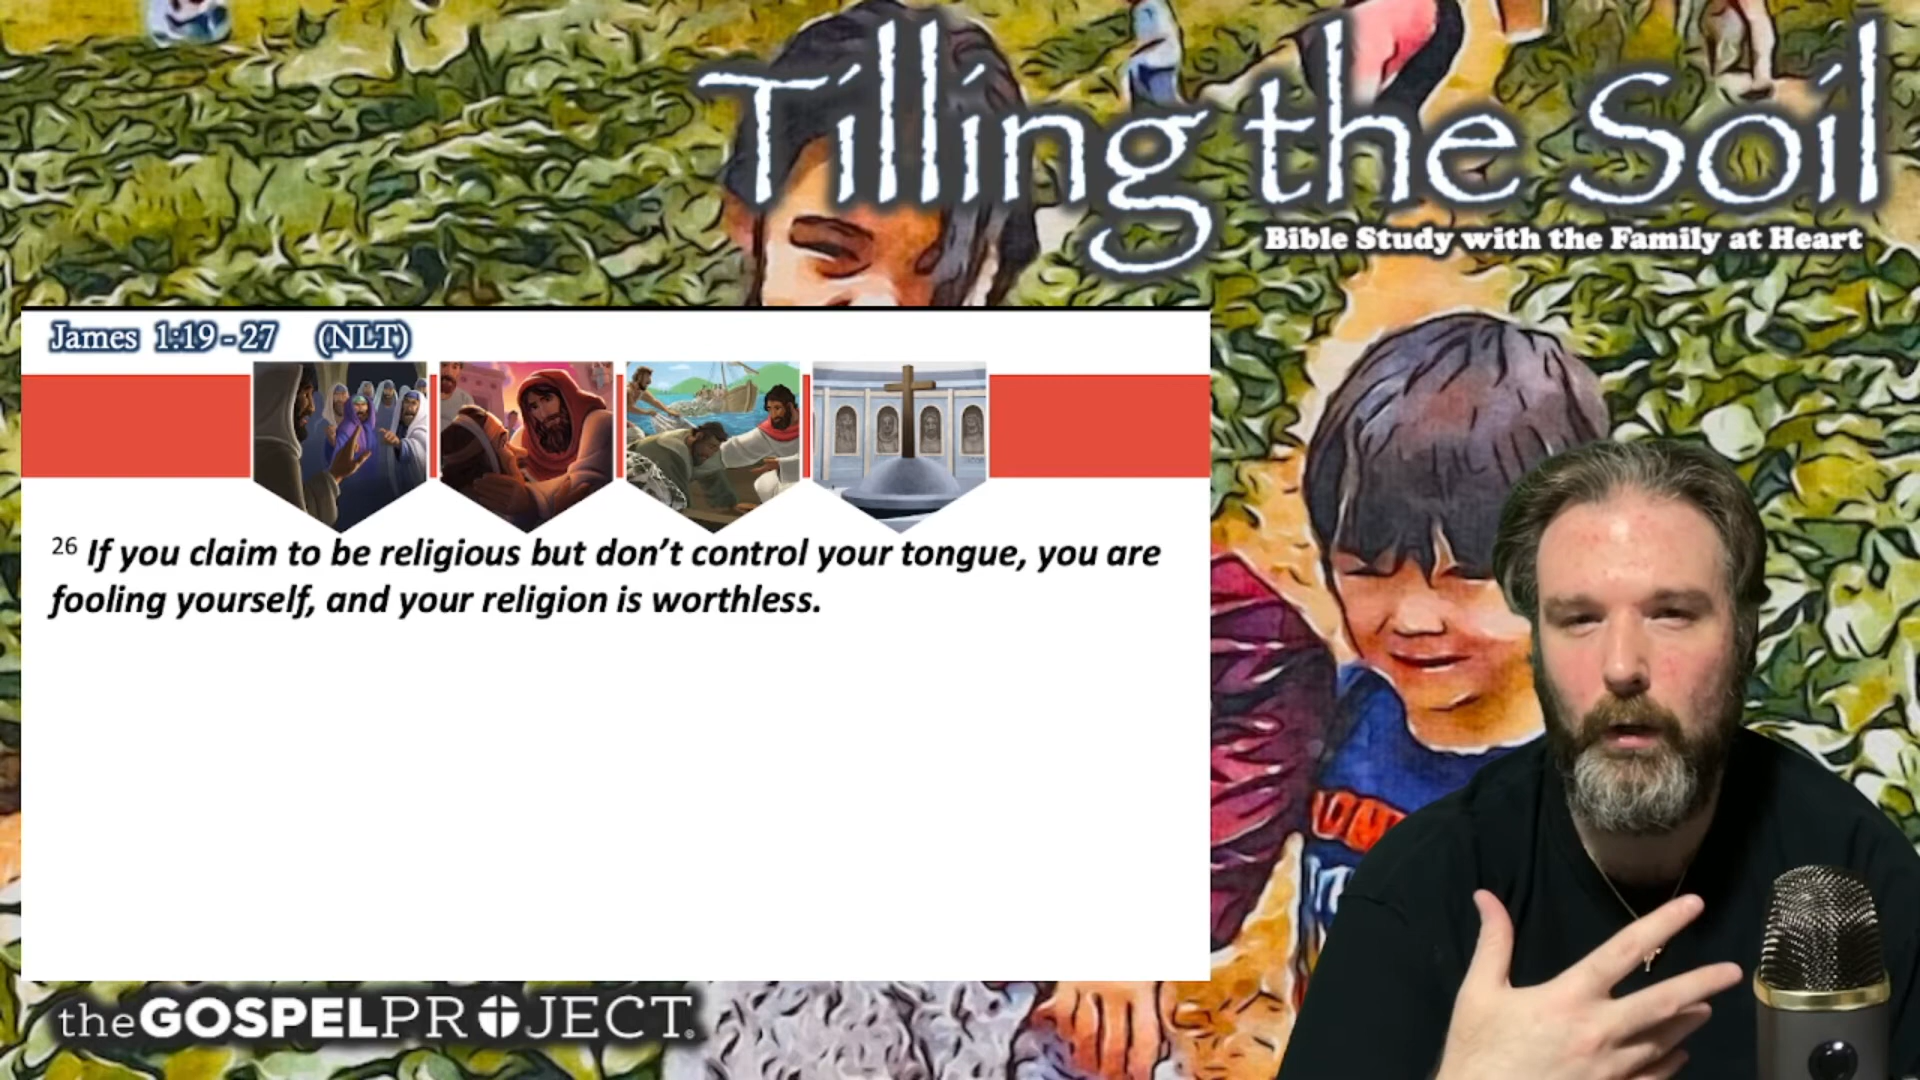 Tilling the Soil
Bible Study with the Family at Heart
James 1:19 - 27 (NLT)
26 If you claim to be religious but don’t control your tongue, you are
fooling yourself, and your religion is worthless.
theGOSPELPROJECT.